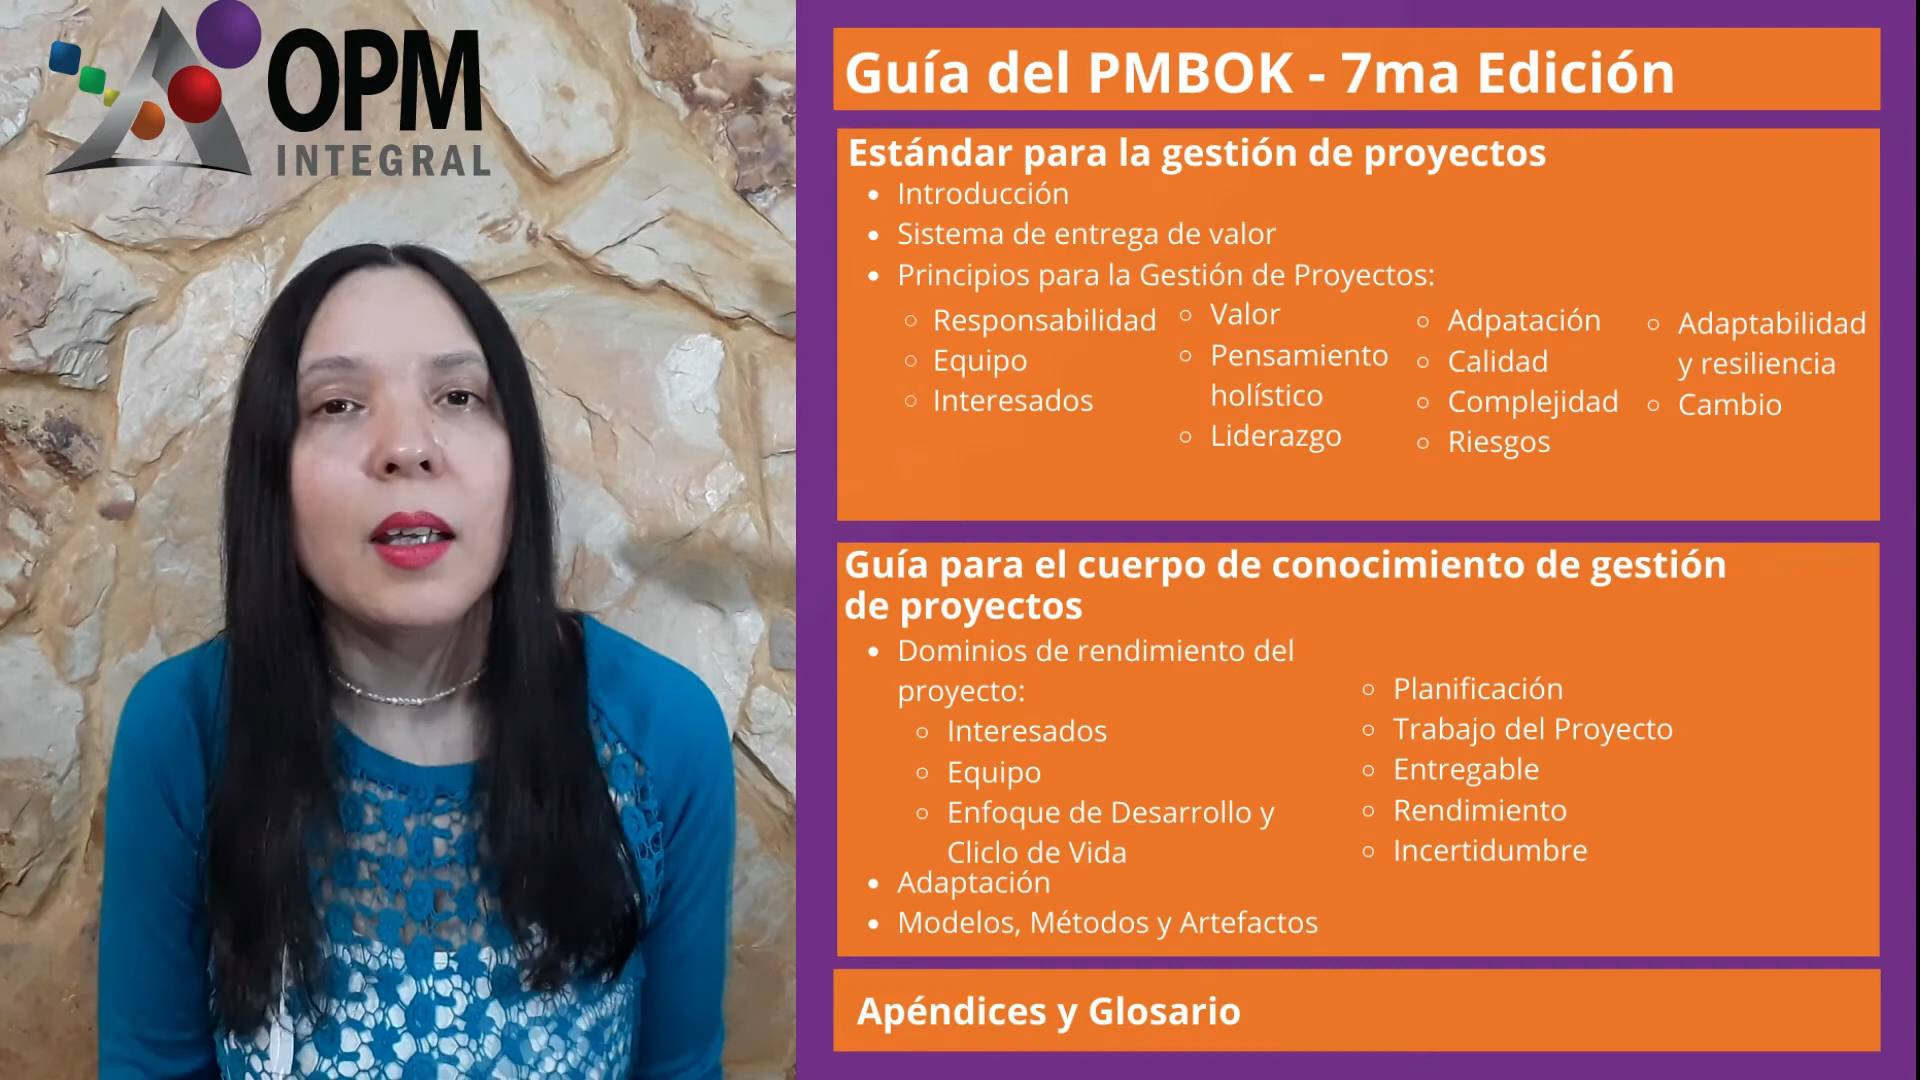 OPM
INTEGRAL
Guía del PMBOK - 7ma Edición
Estándar para la gestión de proyectos
Introducción
Sistema de entrega de valor
Principios para la Gestión de Proyectos:
Responsabilidad
Equipo
Interesados
Valor
Pensamiento
holístico
Liderazgo
Adpatación
Calidad
Complejidad
Riesgos
Adaptabilidad
y resiliencia
Cambio
Guía para el cuerpo de conocimiento de gestión
de proyectos
Dominios de rendimiento del
proyecto:
Interesados
Equipo
Enfoque de Desarrollo y
Cliclo de Vida
Planificación
Trabajo del Proyecto
Entregable
Rendimiento
Incertidumbre
Adaptación
Modelos, Métodos y Artefactos
Apéndices y Glosario